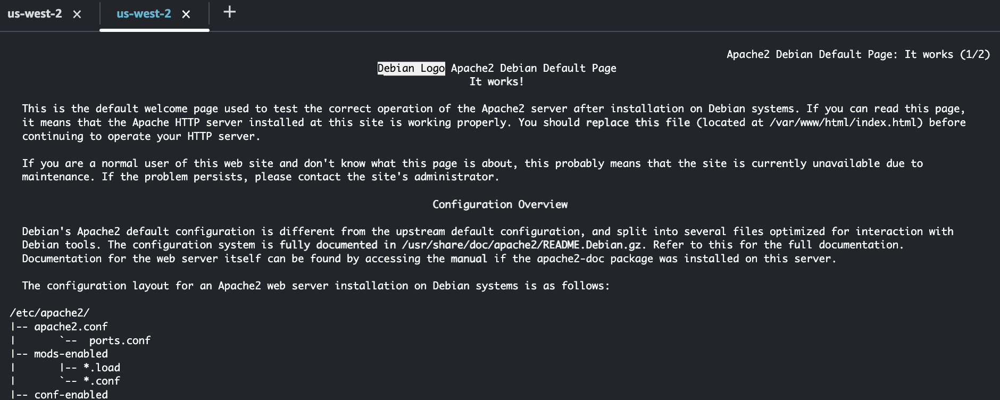 us-west-2 × us-west-2 × +
Apache2 Debian Default Page: It works (1/2)
Debian Logo Apache2 Debian Default Page
It works!
This is the default welcome page used to test the correct operation of the Apache2 server after installation on Debian systems. If you can read this page,
it means that the Apache HTTP server installed at this site is working properly. You should replace this file (located at /var/www/html/index.html) before
continuing to operate your HTTP server.
If you are a normal user of this web site and don't know what this page is about, this probably means that the site is currently unavailable due to
maintenance. If the problem persists, please contact the site's administrator.
Configuration Overview
Debian's Apache2 default configuration is different from the upstream default configuration, and split into several files optimized for interaction with
Debian tools. The configuration system is fully documented in /usr/share/doc/apache2/README.Debian.gz. Refer to this for the full documentation.
Documentation for the web server itself can be found by accessing the manual if the apache2-doc package was installed on this server.
The configuration layout for an Apache2 web server installation on Debian systems is as follows:
/etc/apache2/
|-- apache2.conf
|       `--  ports.conf
|-- mods-enabled
|       |-- *.load
|       `-- *.conf
|-- conf-enabled